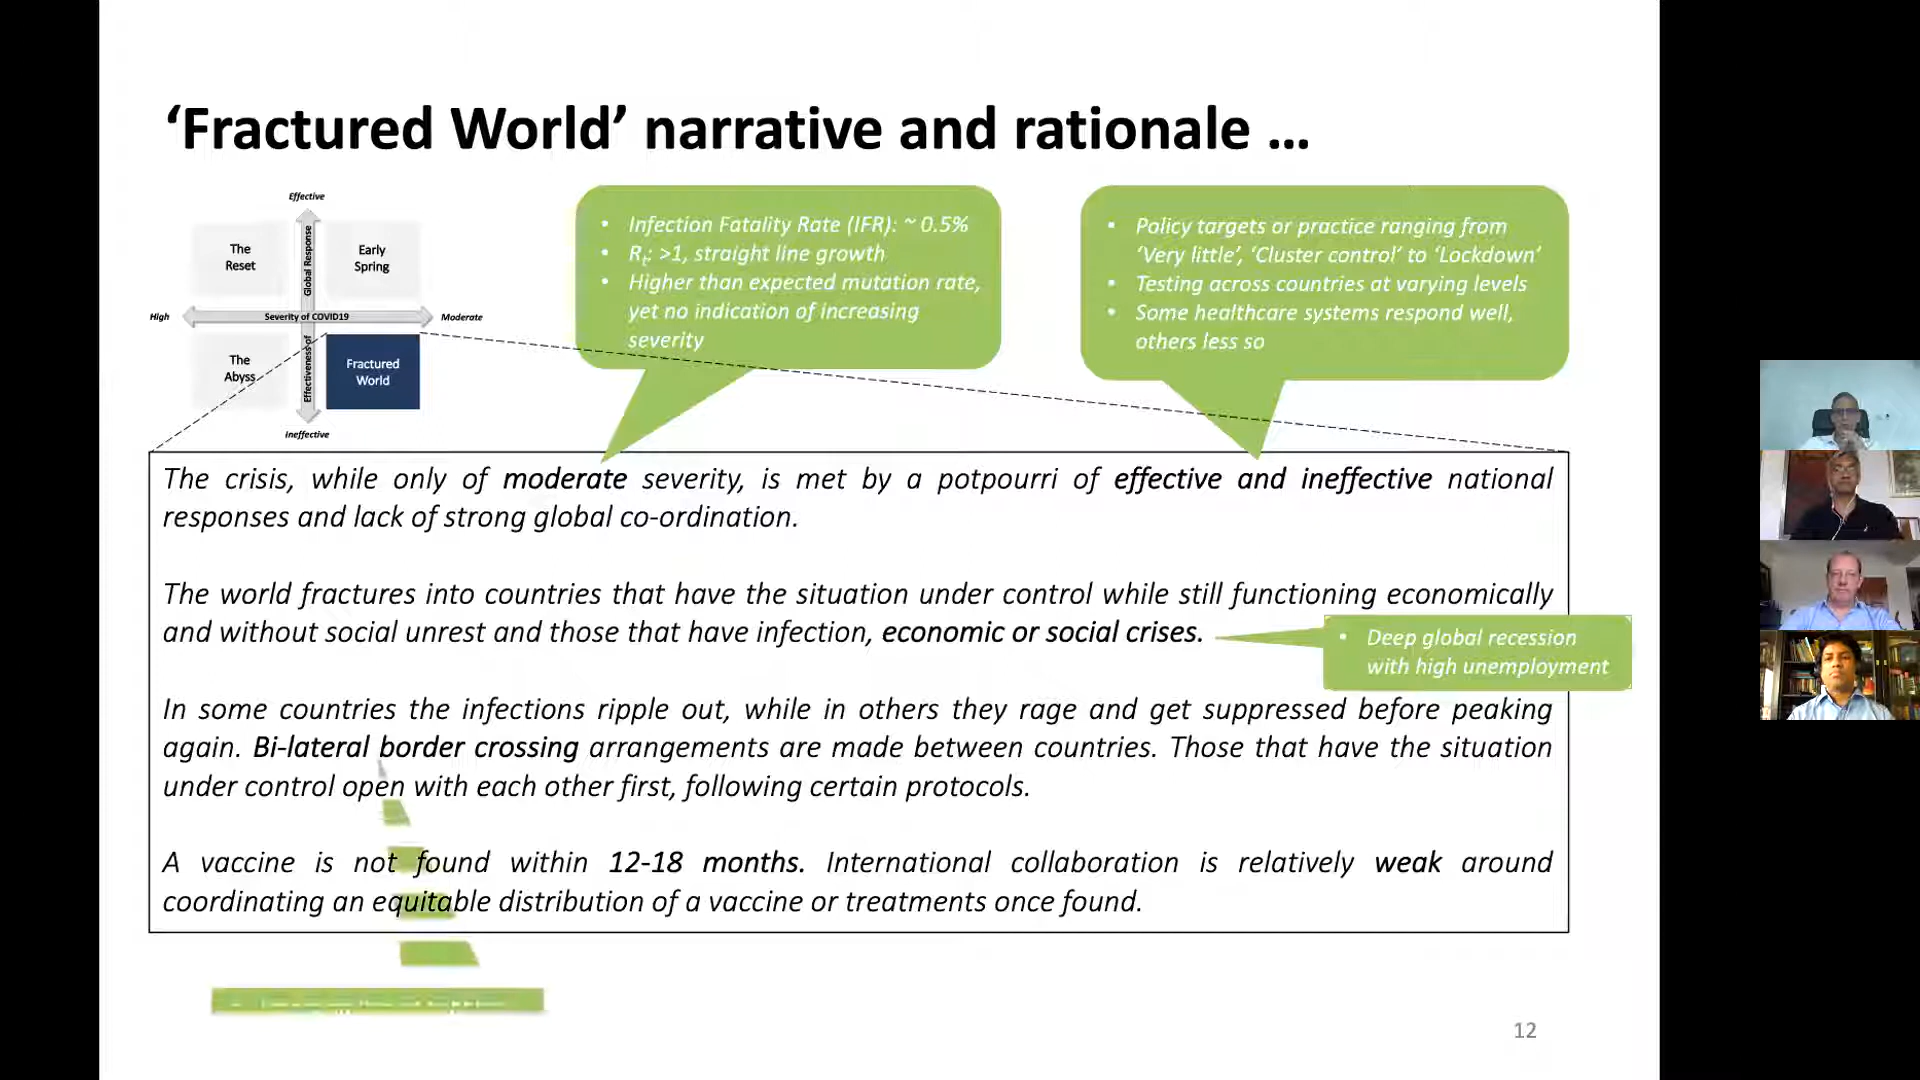 ‘Fractured World’ narrative and rationale ...
Effective
The
Reset
Early
Spring
High
Severity of COVID19
Moderate
Effectiveness of Global Response
The
Abyss
Fractured
World
Ineffective
• Infection Fatality Rate (IFR): ~ 0.5%
• Rt: >1, straight line growth
• Higher than expected mutation rate,
yet no indication of increasing
severity
• Policy targets or practice ranging from
‘Very little’, ‘Cluster control’ to ‘Lockdown’
• Testing across countries at varying levels
• Some healthcare systems respond well,
others less so
The crisis, while only of moderate severity, is met by a potpourri of effective and ineffective national
responses and lack of strong global co-ordination.
The world fractures into countries that have the situation under control while still functioning economically
and without social unrest and those that have infection, economic or social crises.
• Deep global recession
with high unemployment
In some countries the infections ripple out, while in others they rage and get suppressed before peaking
again. Bi-lateral border crossing arrangements are made between countries. Those that have the situation
under control open with each other first, following certain protocols.
A vaccine is not found within 12-18 months. International collaboration is relatively weak around
coordinating an equitable distribution of a vaccine or treatments once found.
12